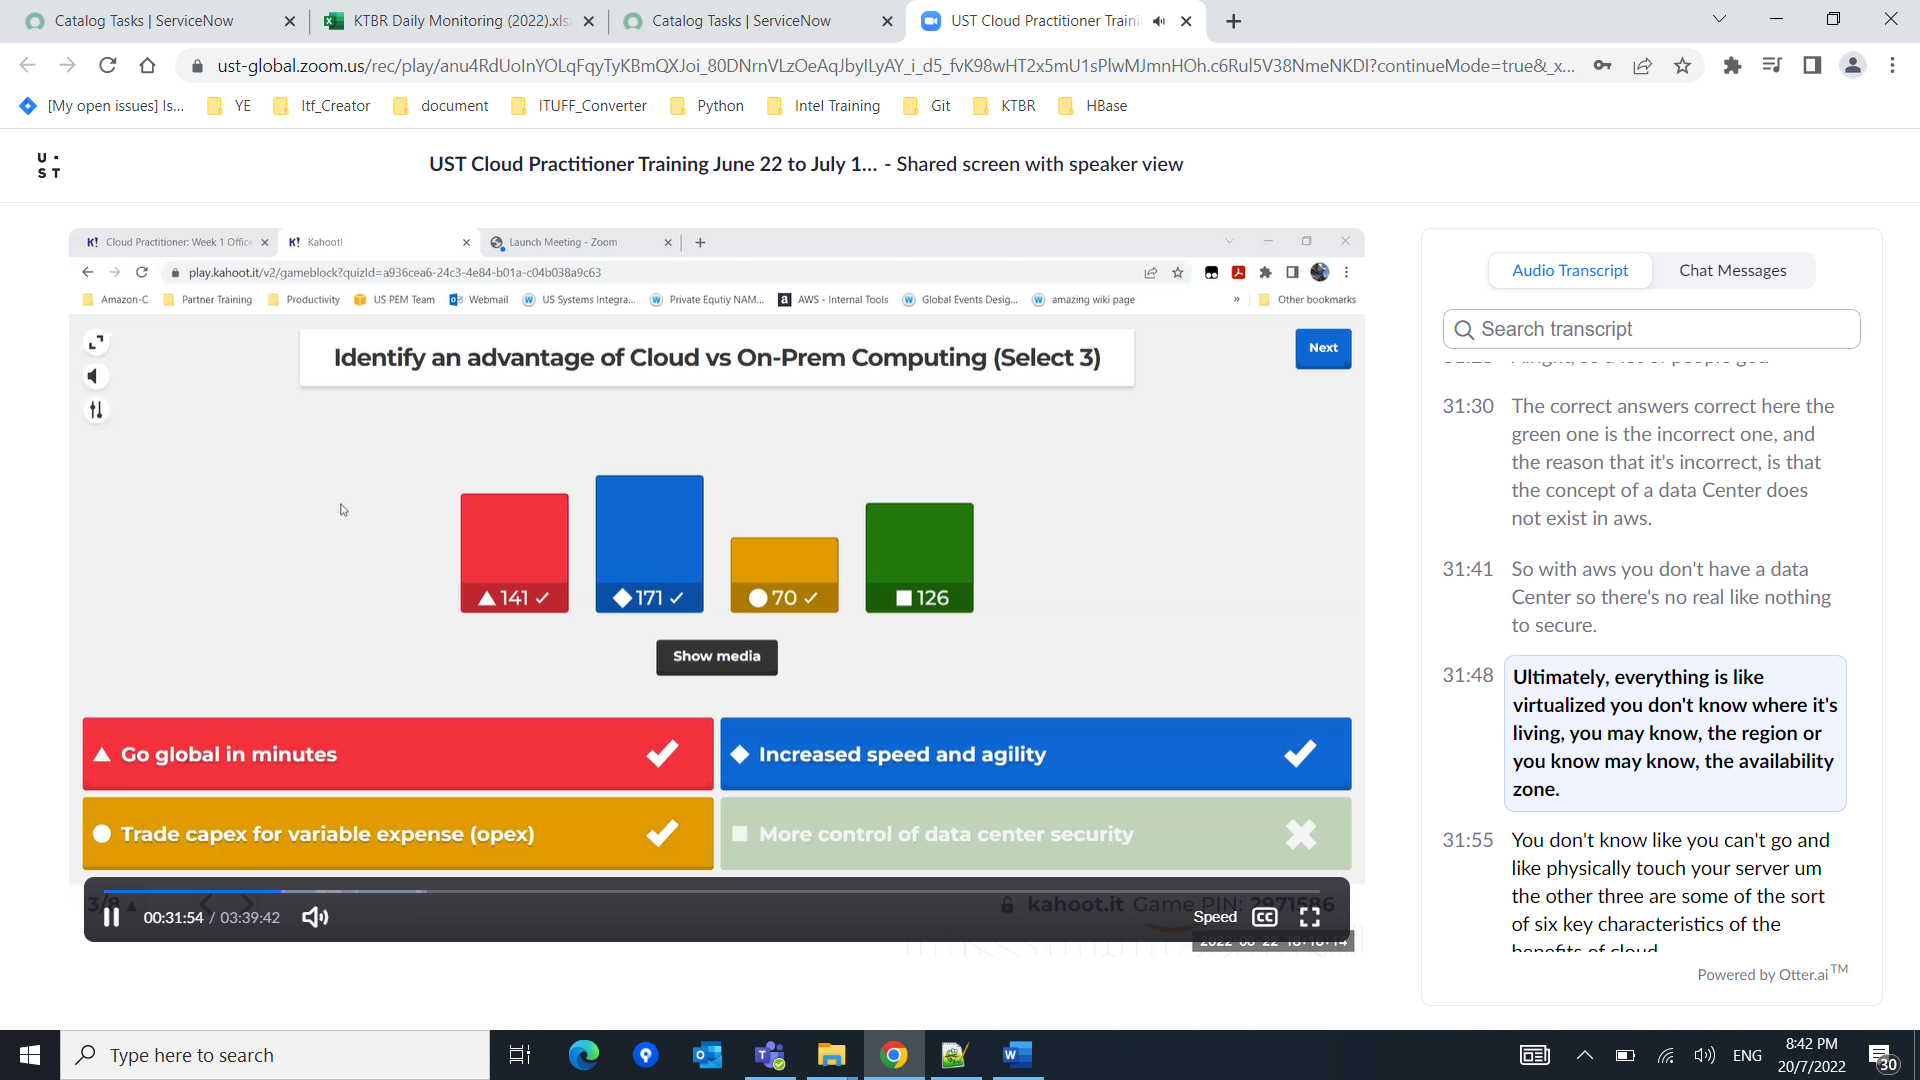 Catalog Tasks | ServiceNow
KTBR Daily Monitoring (2022).xls
Catalog Tasks | ServiceNow
UST Cloud Practitioner Traini
ust-global.zoom.us/rec/play/anu4RdUoInYOLqFqyTyKBmQXJoi_80DNrnVLzOeAqJbyILyAY_i_d5_fvK98wHT2x5mU1sPlwMJmnHOh.c6Rul5V38NmeNKDI?continueMode=true&_x...
[My open issues] Is...
YE
Itf_Creator
document
ITUFF_Converter
Python
Intel Training
Git
KTBR
HBase
U
ST
UST Cloud Practitioner Training June 22 to July 1... - Shared screen with speaker view
K! Cloud Practitioner: Week 1 Office
K! Kahoot!
Launch Meeting - Zoom
play.kahoot.it/v2/gameblock?quizId=a936cea6-24c3-4e84-b01a-c04b038a9c63
Amazon-C
Partner Training
Productivity
US PEM Team
Webmail
US Systems Integra...
Private Equtiy NAM...
AWS - Internal Tools
Global Events Desig...
amazing wiki page
»
Other bookmarks
Identify an advantage of Cloud vs On-Prem Computing (Select 3)
Next
141
171
70
126
Show media
Go global in minutes
Increased speed and agility
Trade capex for variable expense (opex)
More control of data center security
3/8
kahoot.it Game PIN: 2971586
00:31:54 / 03:39:42
Speed
CC
Audio Transcript
Chat Messages
Search transcript
31:30 The correct answers correct here the
green one is the incorrect one, and
the reason that it's incorrect, is that
the concept of a data Center does
not exist in aws.
31:41 So with aws you don't have a data
Center so there's no real like nothing
to secure.
31:48 Ultimately, everything is like
virtualized you don't know where it's
living, you may know, the region or
you know may know, the availability
zone.
31:55 You don't know like you can't go and
like physically touch your server um
the other three are some of the sort
of six key characteristics of the
benefits of cloud
Powered by Otter.ai TM
Type here to search
ENG
8:42 PM
20/7/2022
30